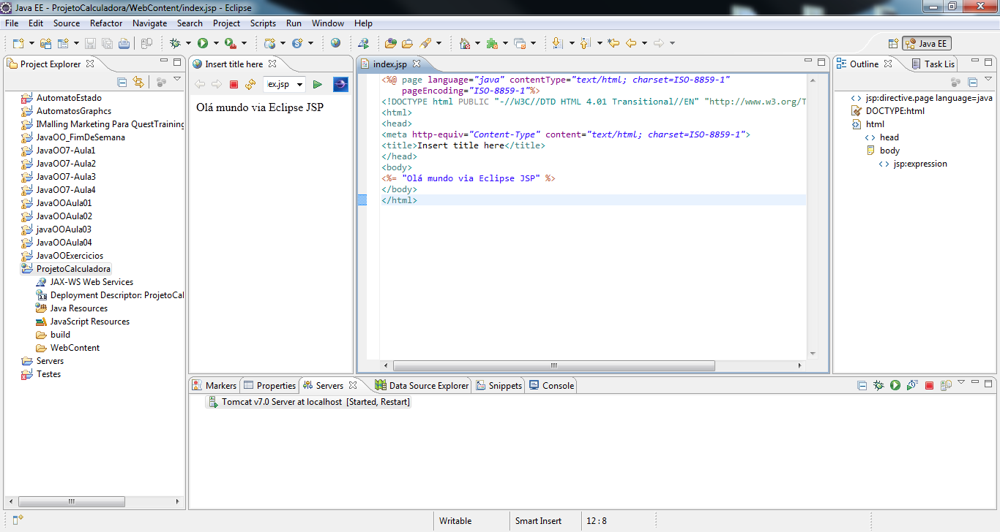 Java EE - ProjetoCalculadora/WebContent/index.jsp - Eclipse
File Edit Source Refactor Navigate Search Project Scripts Run Window Help
Java EE
Project Explorer
AutomatoEstado
AutomatosGraphcs
IMalling Marketing Para QuestTraining
JavaOO_FimDeSemana
JavaOO7-Aula1
JavaOO7-Aula2
JavaOO7-Aula3
JavaOO7-Aula4
JavaOOAula01
JavaOOAula02
javaOOAula03
JavaOOAula04
JavaOOExercicios
ProjetoCalculadora
JAX-WS Web Services
3.0 Deployment Descriptor: ProjetoCal
Java Resources
JavaScript Resources
build
WebContent
Servers
Testes
Insert title here
ex.jsp
Olá mundo via Eclipse JSP
index.jsp
<%@ page language="java" contentType="text/html; charset=ISO-8859-1"
pageEncoding="ISO-8859-1"%>
<!DOCTYPE html PUBLIC "-//W3C//DTD HTML 4.01 Transitional//EN" "http://www.w3.org/T
<html>
<head>
<meta http-equiv="Content-Type" content="text/html; charset=ISO-8859-1">
<title>Insert title here</title>
</head>
<body>
<%= "Olá mundo via Eclipse JSP" %>
</body>
</html>
Outline Task Lis
jsp:directive.page language=java
DOCTYPE:html
html
head
body
jsp:expression
Markers Properties Servers Data Source Explorer Snippets Console
Tomcat v7.0 Server at localhost [Started, Restart]
Writable Smart Insert 12 : 8